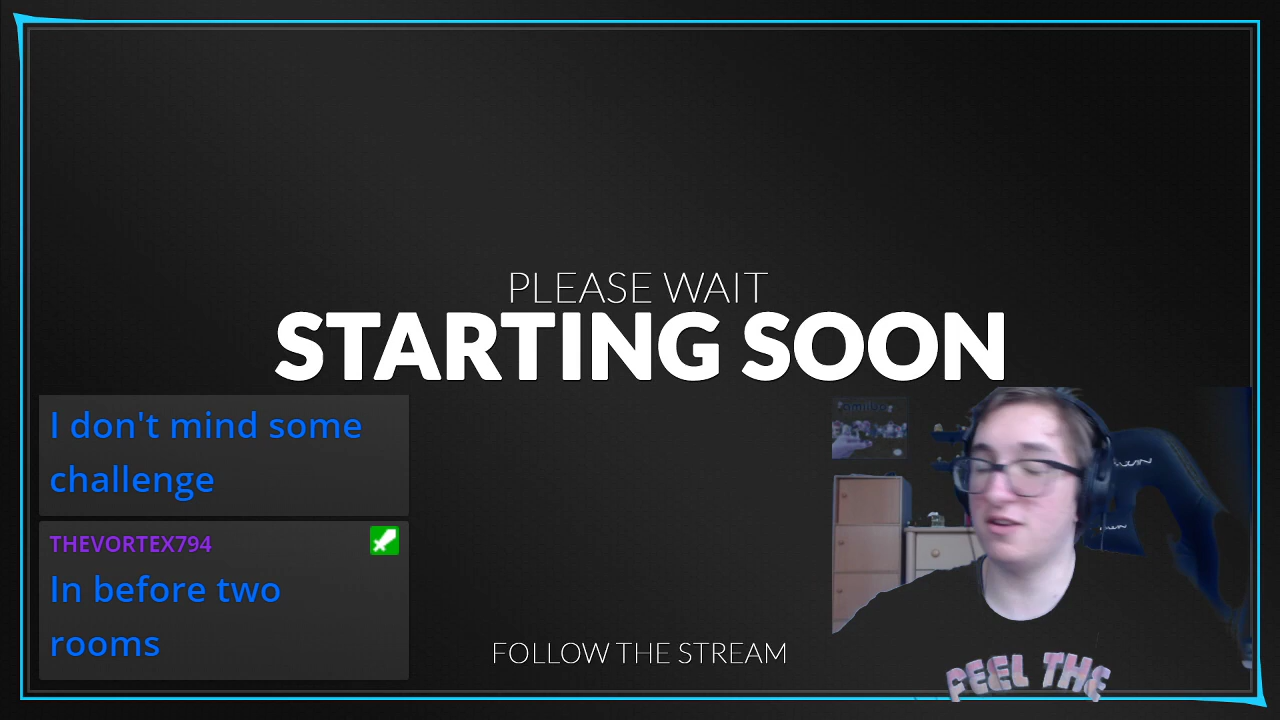 PLEASE WAIT
STARTING SOON
I don't mind some
challenge
THEVORTEX794
In before two
rooms
FOLLOW THE STREAM
FEEL THE